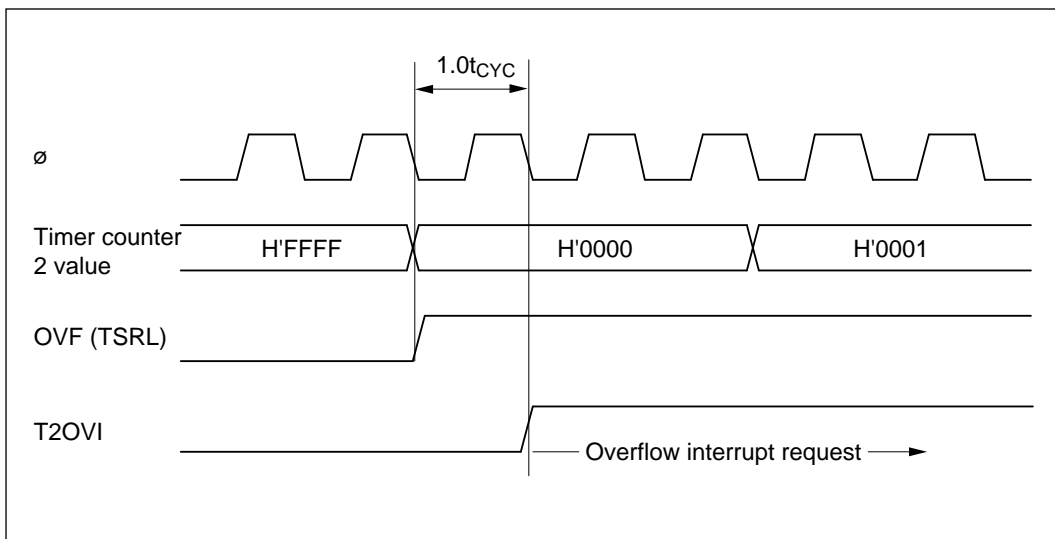 1.0tCYC
ø
Timer counter
2 value
H'FFFF
H'0000
H'0001
OVF (TSRL)
T2OVI
Overflow interrupt request